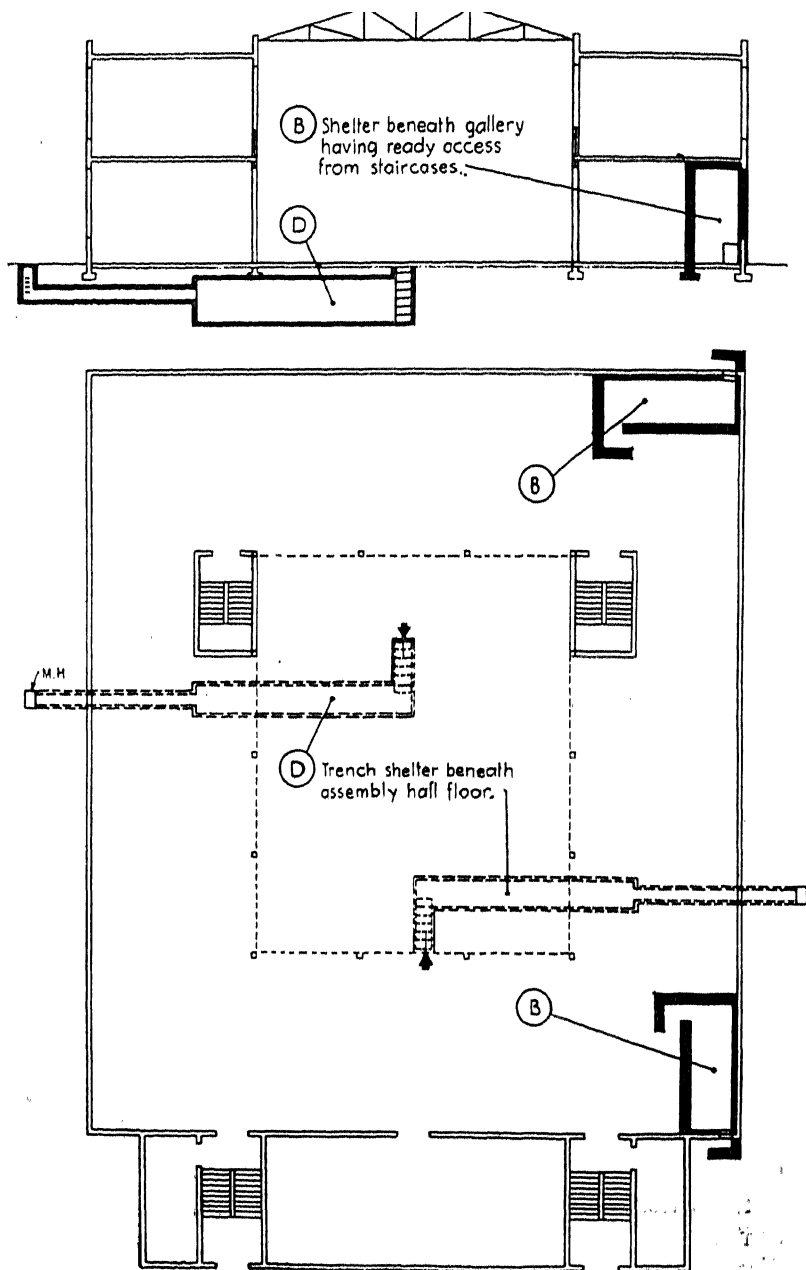 B Shelter beneath gallery
having ready access
from staircases.
D
B
M.H
D Trench shelter beneath
assembly hall floor.
B